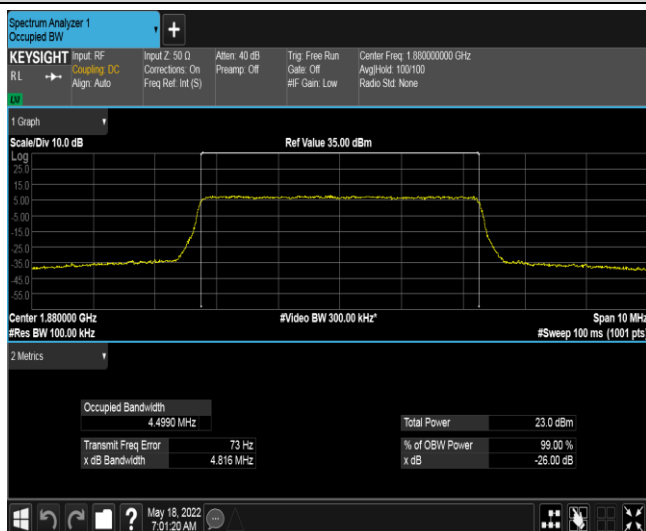 Spectrum Analyzer 1
Occupied BW
+
KEYSIGHT Input: RF Input Z: 50 Ω Atten: 40 dB Trig: Free Run Center Freq: 1.880000000 GHz
RL Coupling: DC Corrections: On Preamp: Off Gate: Off Avg|Hold: 100/100
Align: Auto Freq Ref: Int (S) #IF Gain: Low Radio Std: None
LXI
1 Graph
Scale/Div 10.0 dB Ref Value 35.00 dBm
Log
25.0
15.0
5.00
-5.00
-15.0
-25.0
-35.0
-45.0
-55.0
Center 1.880000 GHz #Video BW 300.00 kHz* Span 10 MHz
#Res BW 100.00 kHz #Sweep 100 ms (1001 pts)
2 Metrics
Occupied Bandwidth
4.4990 MHz Total Power 23.0 dBm
Transmit Freq Error 73 Hz % of OBW Power 99.00 %
x dB Bandwidth 4.816 MHz x dB -26.00 dB
? May 18, 2022
7:01:20 AM